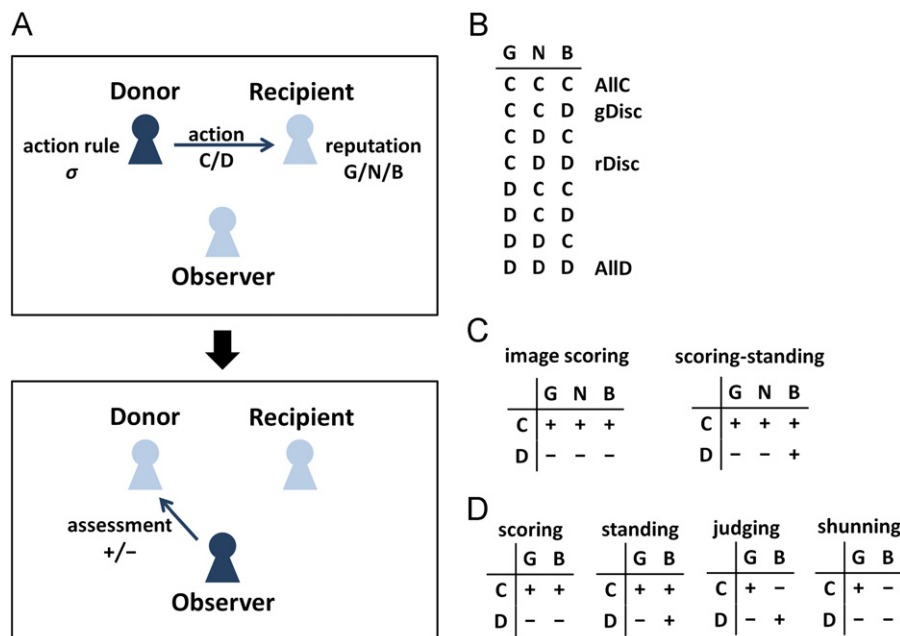 A
Donor
Recipient
action rule
σ
action
C/D
reputation
G/N/B
Observer
Donor
Recipient
assessment
+/−
Observer
B
G N B
C C C AllC
C C D gDisc
C D C
C D D rDisc
D C C
D C D
D D C
D D D AllD
C
image scoring
G N B
C + + +
D − − −
scoring-standing
G N B
C + + +
D − − +
D
scoring
G B
C + +
D − −
standing
G B
C + +
D − +
judging
G B
C + −
D − +
shunning
G B
C + −
D − −